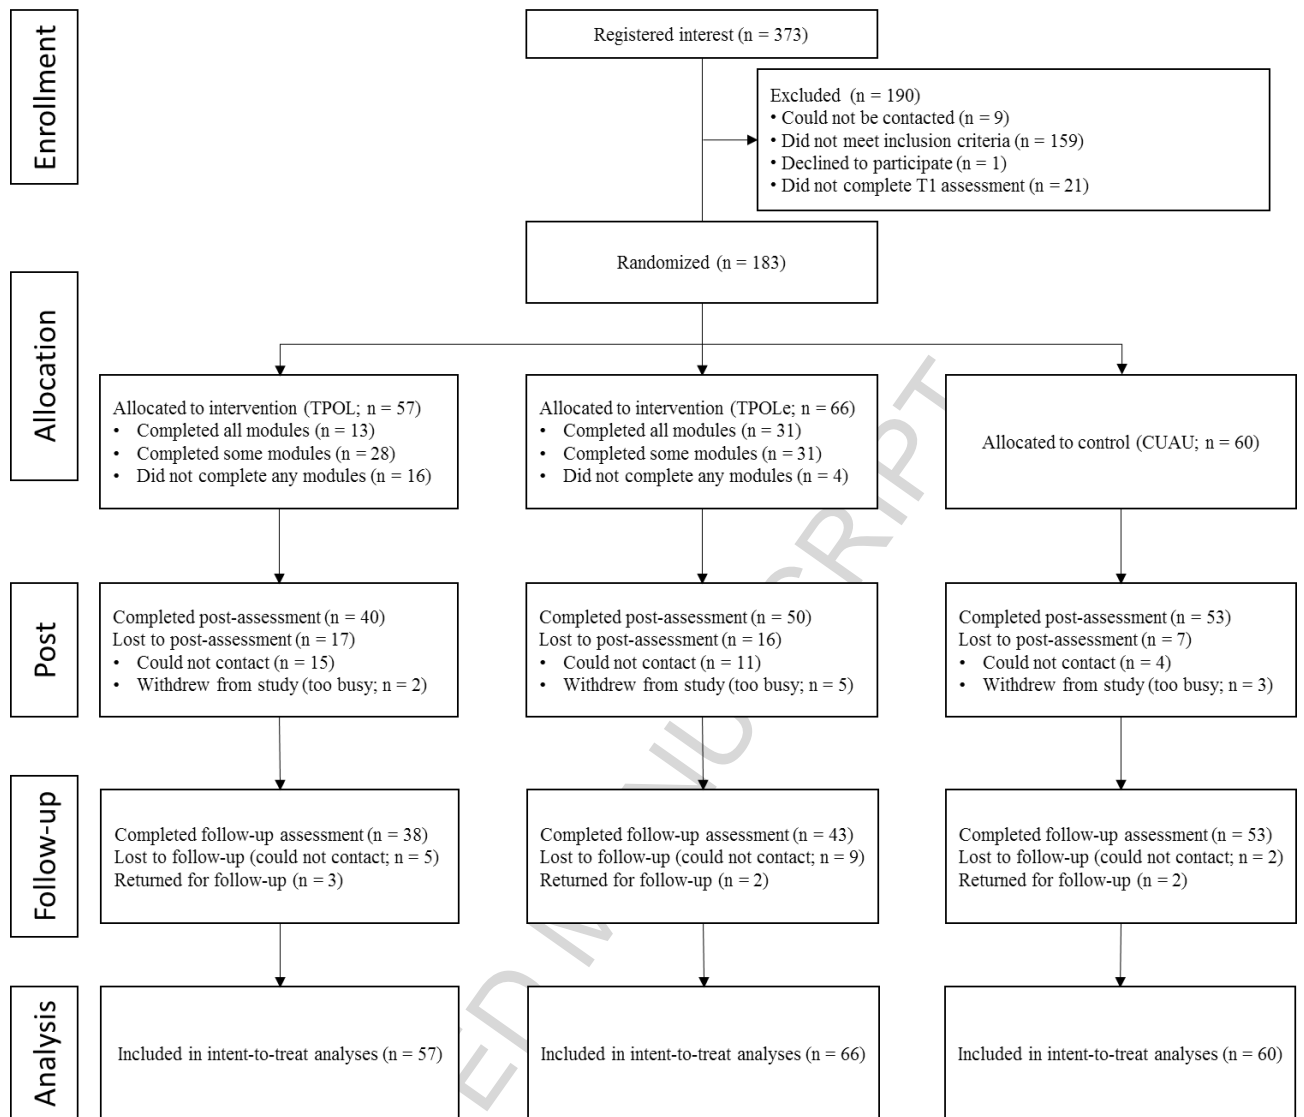 Enrollment
Registered interest (n = 373)
Excluded (n = 190)
• Could not be contacted (n = 9)
• Did not meet inclusion criteria (n = 159)
• Declined to participate (n = 1)
• Did not complete T1 assessment (n = 21)
Randomized (n = 183)
Allocation
Allocated to intervention (TPOL; n = 57)
• Completed all modules (n = 13)
• Completed some modules (n = 28)
• Did not complete any modules (n = 16)
Allocated to intervention (TPOLe; n = 66)
• Completed all modules (n = 31)
• Completed some modules (n = 31)
• Did not complete any modules (n = 4)
Allocated to control (CUAU; n = 60)
Post
Completed post-assessment (n = 40)
Lost to post-assessment (n = 17)
• Could not contact (n = 15)
• Withdrew from study (too busy; n = 2)
Completed post-assessment (n = 50)
Lost to post-assessment (n = 16)
• Could not contact (n = 11)
• Withdrew from study (too busy; n = 5)
Completed post-assessment (n = 53)
Lost to post-assessment (n = 7)
• Could not contact (n = 4)
• Withdrew from study (too busy; n = 3)
Follow-up
Completed follow-up assessment (n = 38)
Lost to follow-up (could not contact; n = 5)
Returned for follow-up (n = 3)
Completed follow-up assessment (n = 43)
Lost to follow-up (could not contact; n = 9)
Returned for follow-up (n = 2)
Completed follow-up assessment (n = 53)
Lost to follow-up (could not contact; n = 2)
Returned for follow-up (n = 2)
Analysis
Included in intent-to-treat analyses (n = 57)
Included in intent-to-treat analyses (n = 66)
Included in intent-to-treat analyses (n = 60)